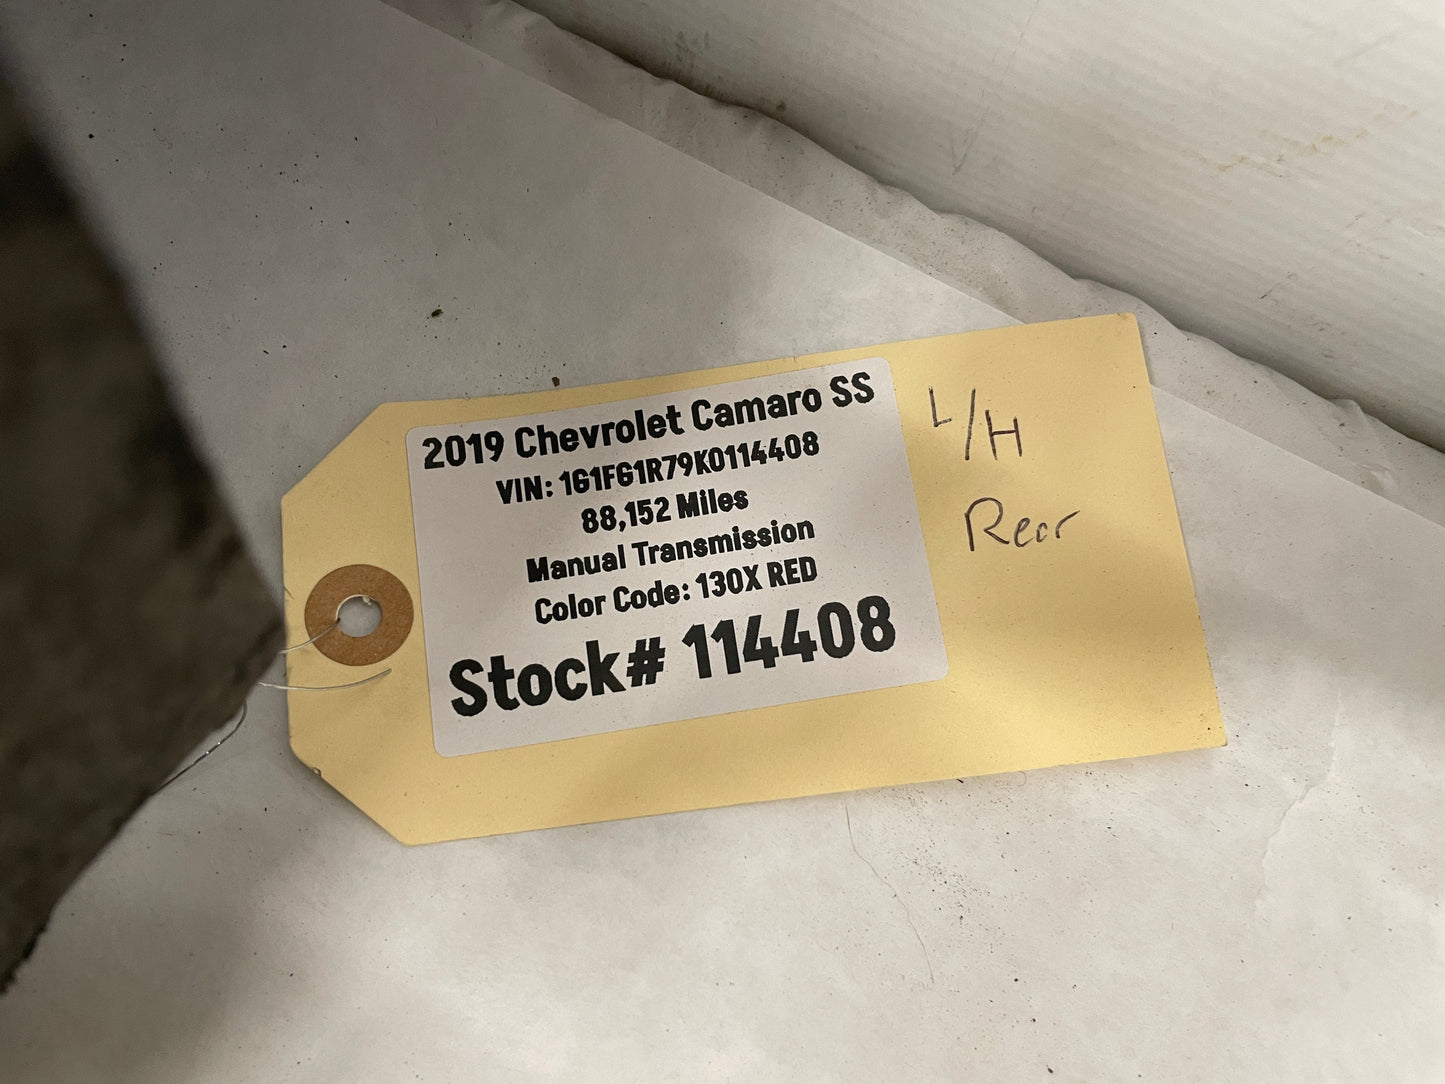 2019 Chevrolet Camaro SS
VIN: 1G1FG1R79K0114408
88,152 Miles
Manual Transmission
Color Code: 130X RED
Stock# 114408
L/H
Rear